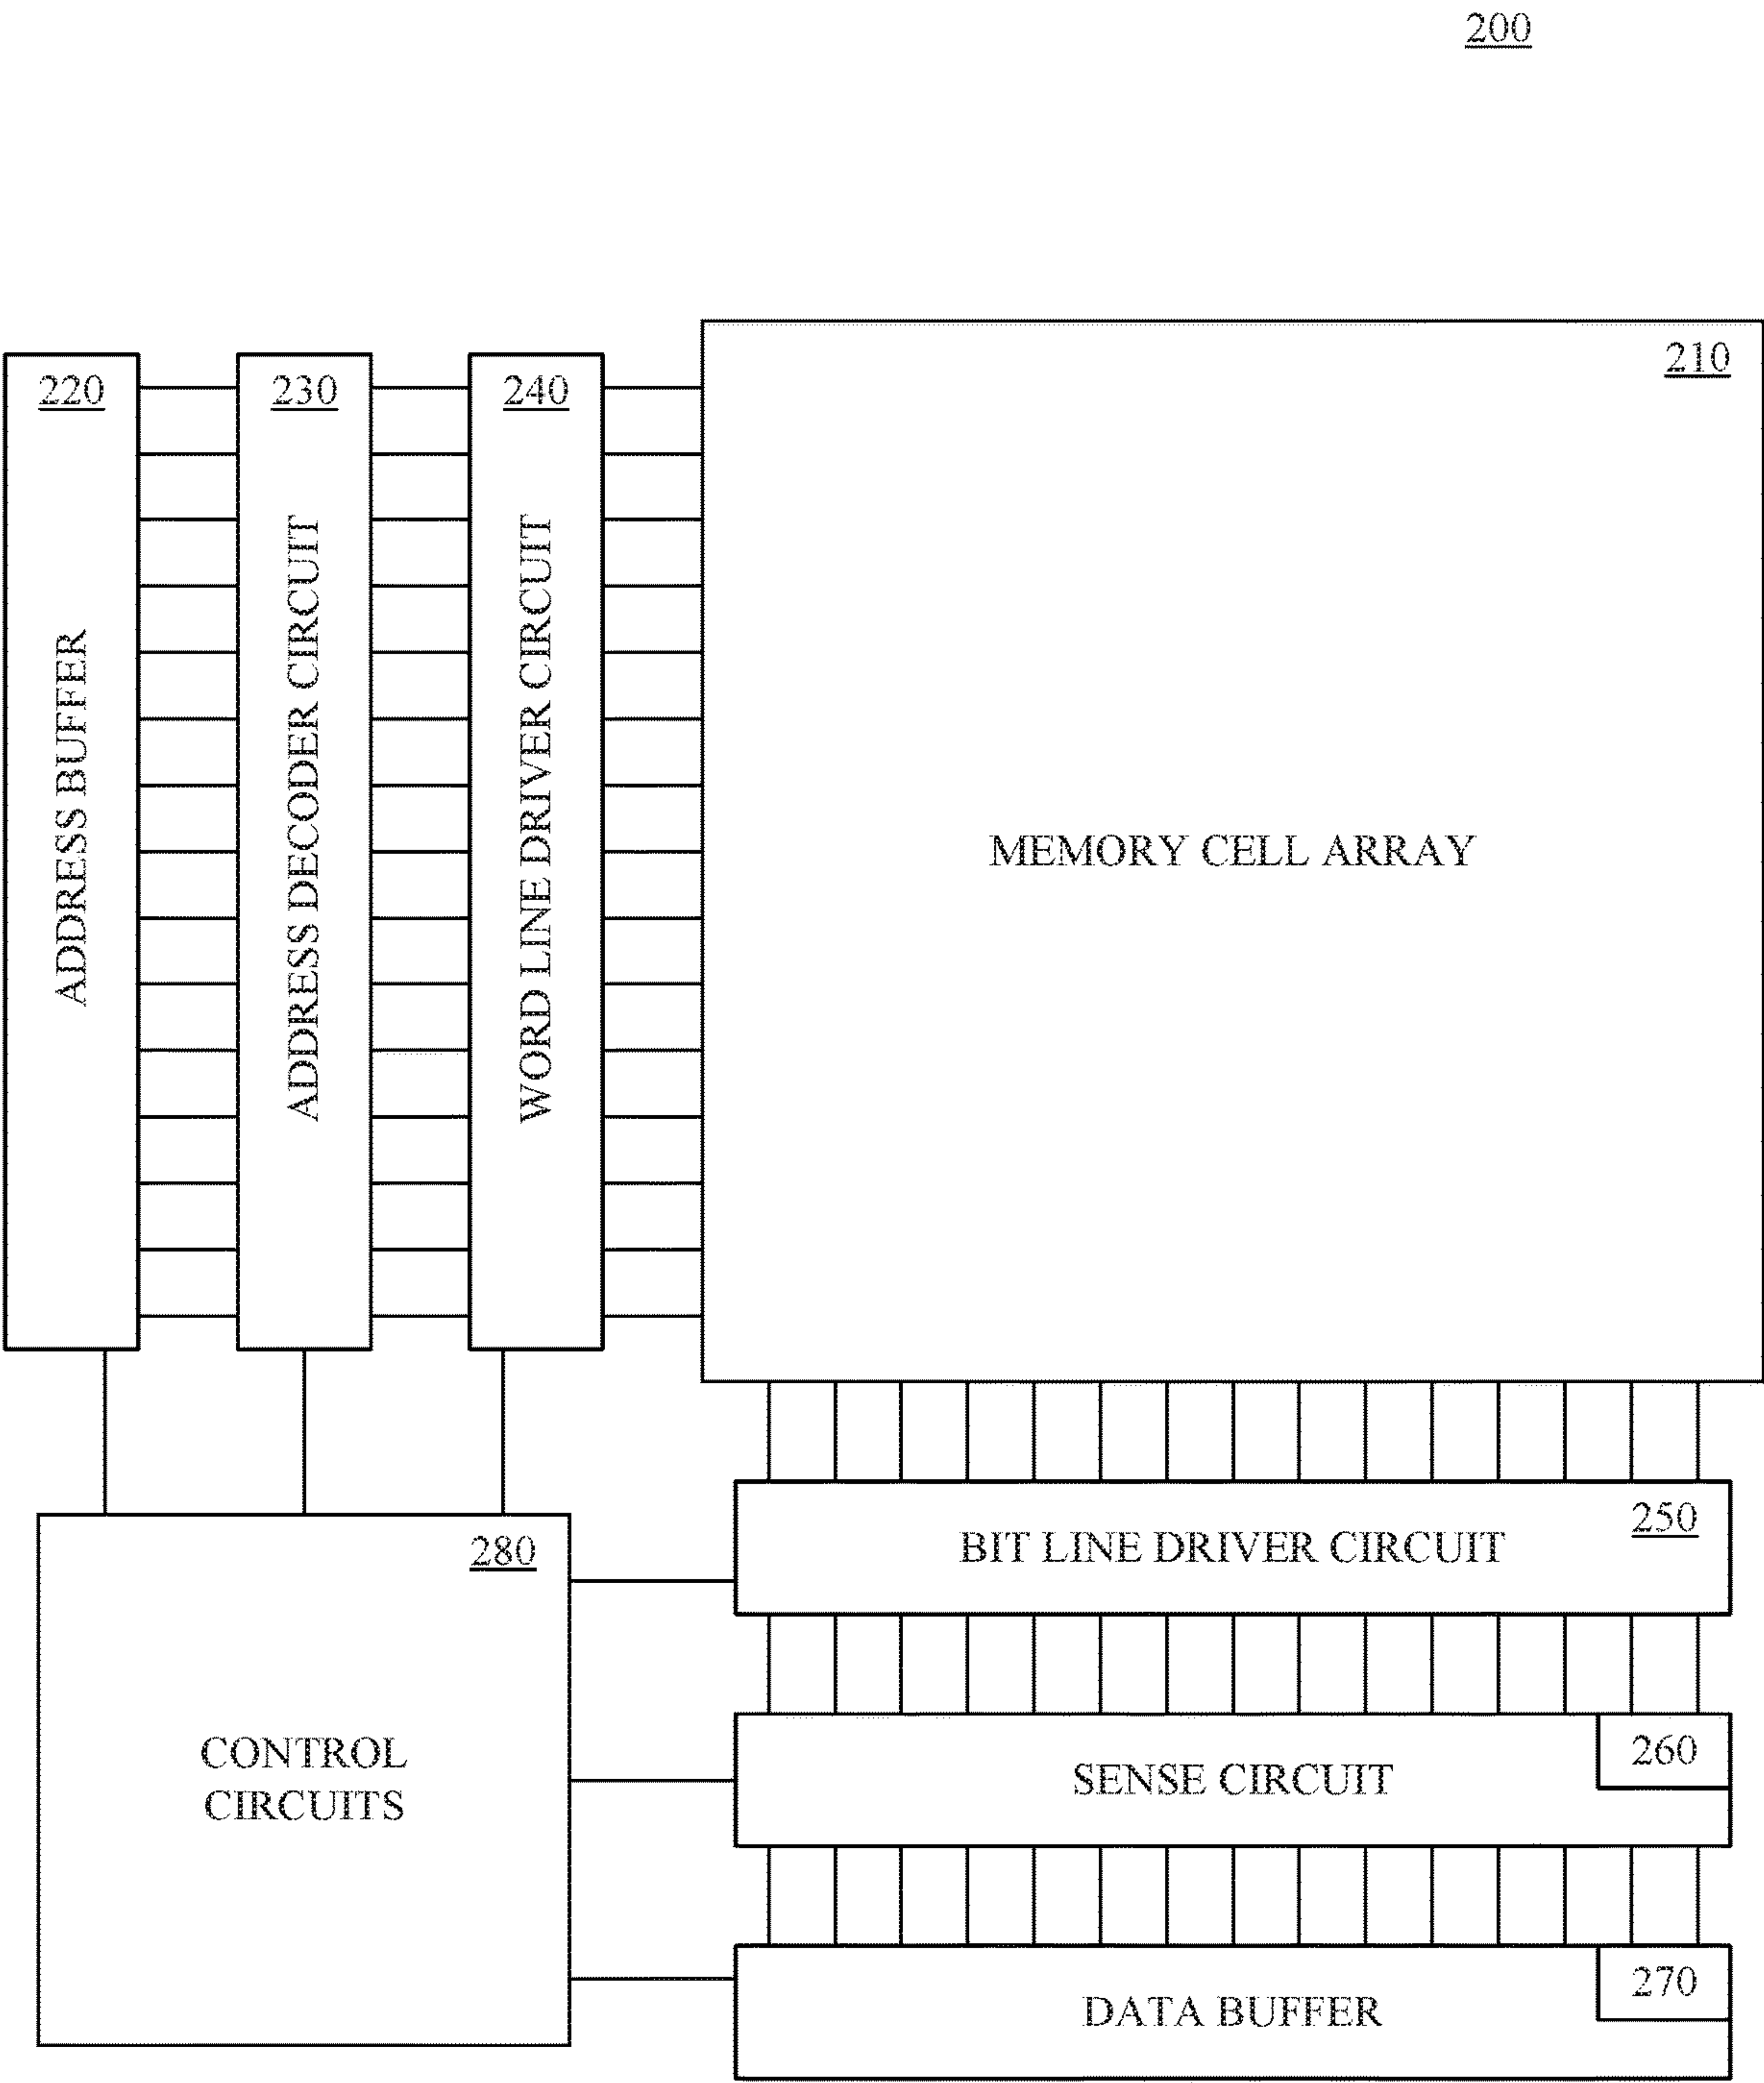 200
210
220
230
240
ADDRESS BUFFER
ADDRESS DECODER CIRCUIT
WORD LINE DRIVER CIRCUIT
MEMORY CELL ARRAY
250
BIT LINE DRIVER CIRCUIT
280
CONTROL
CIRCUITS
260
SENSE CIRCUIT
270
DATA BUFFER